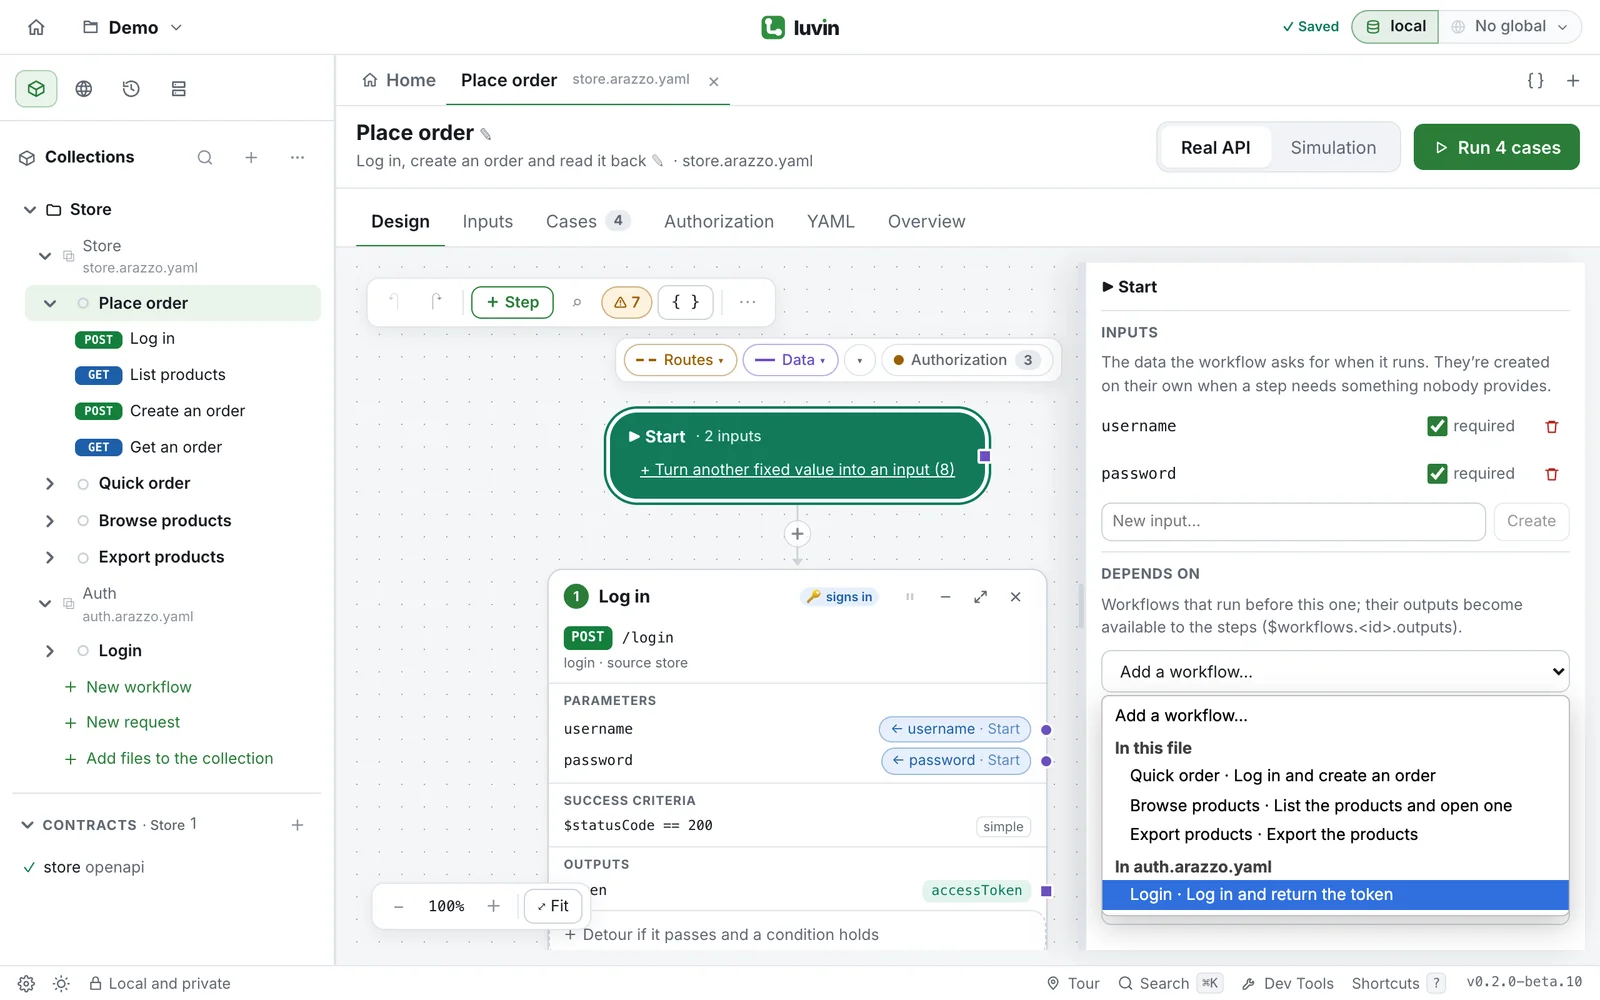 Demo
luvin
Saved
local
No global
Home
Place order
store.arazzo.yaml
Collections
Place order
Log in, create an order and read it back
· store.arazzo.yaml
Real API
Simulation
Run 4 cases
Store
Store
store.arazzo.yaml
Place order
POST Log in
GET List products
POST Create an order
GET Get an order
Quick order
Browse products
Export products
Auth
auth.arazzo.yaml
Login
+ New workflow
+ New request
+ Add files to the collection
CONTRACTS · Store 1
store openapi
Design
Inputs
Cases 4
Authorization
YAML
Overview
+ Step
7
{ }
...
Routes
Data
Authorization 3
Start · 2 inputs
+ Turn another fixed value into an input (8)
1 Log in
signs in
POST /login
login · source store
PARAMETERS
username
← username · Start
password
← password · Start
SUCCESS CRITERIA
$statusCode == 200
simple
OUTPUTS
en
accessToken
+ Detour if it passes and a condition holds
− 100% +
Fit
Start
INPUTS
The data the workflow asks for when it runs. They’re created
on their own when a step needs something nobody provides.
username
required
password
required
New input...
Create
DEPENDS ON
Workflows that run before this one; their outputs become
available to the steps ($workflows.<id>.outputs).
Add a workflow...
Add a workflow...
In this file
Quick order · Log in and create an order
Browse products · List the products and open one
Export products · Export the products
In auth.arazzo.yaml
Login · Log in and return the token
Local and private
Tour
Search ⌘K
Dev Tools
Shortcuts ?
v0.2.0-beta.10